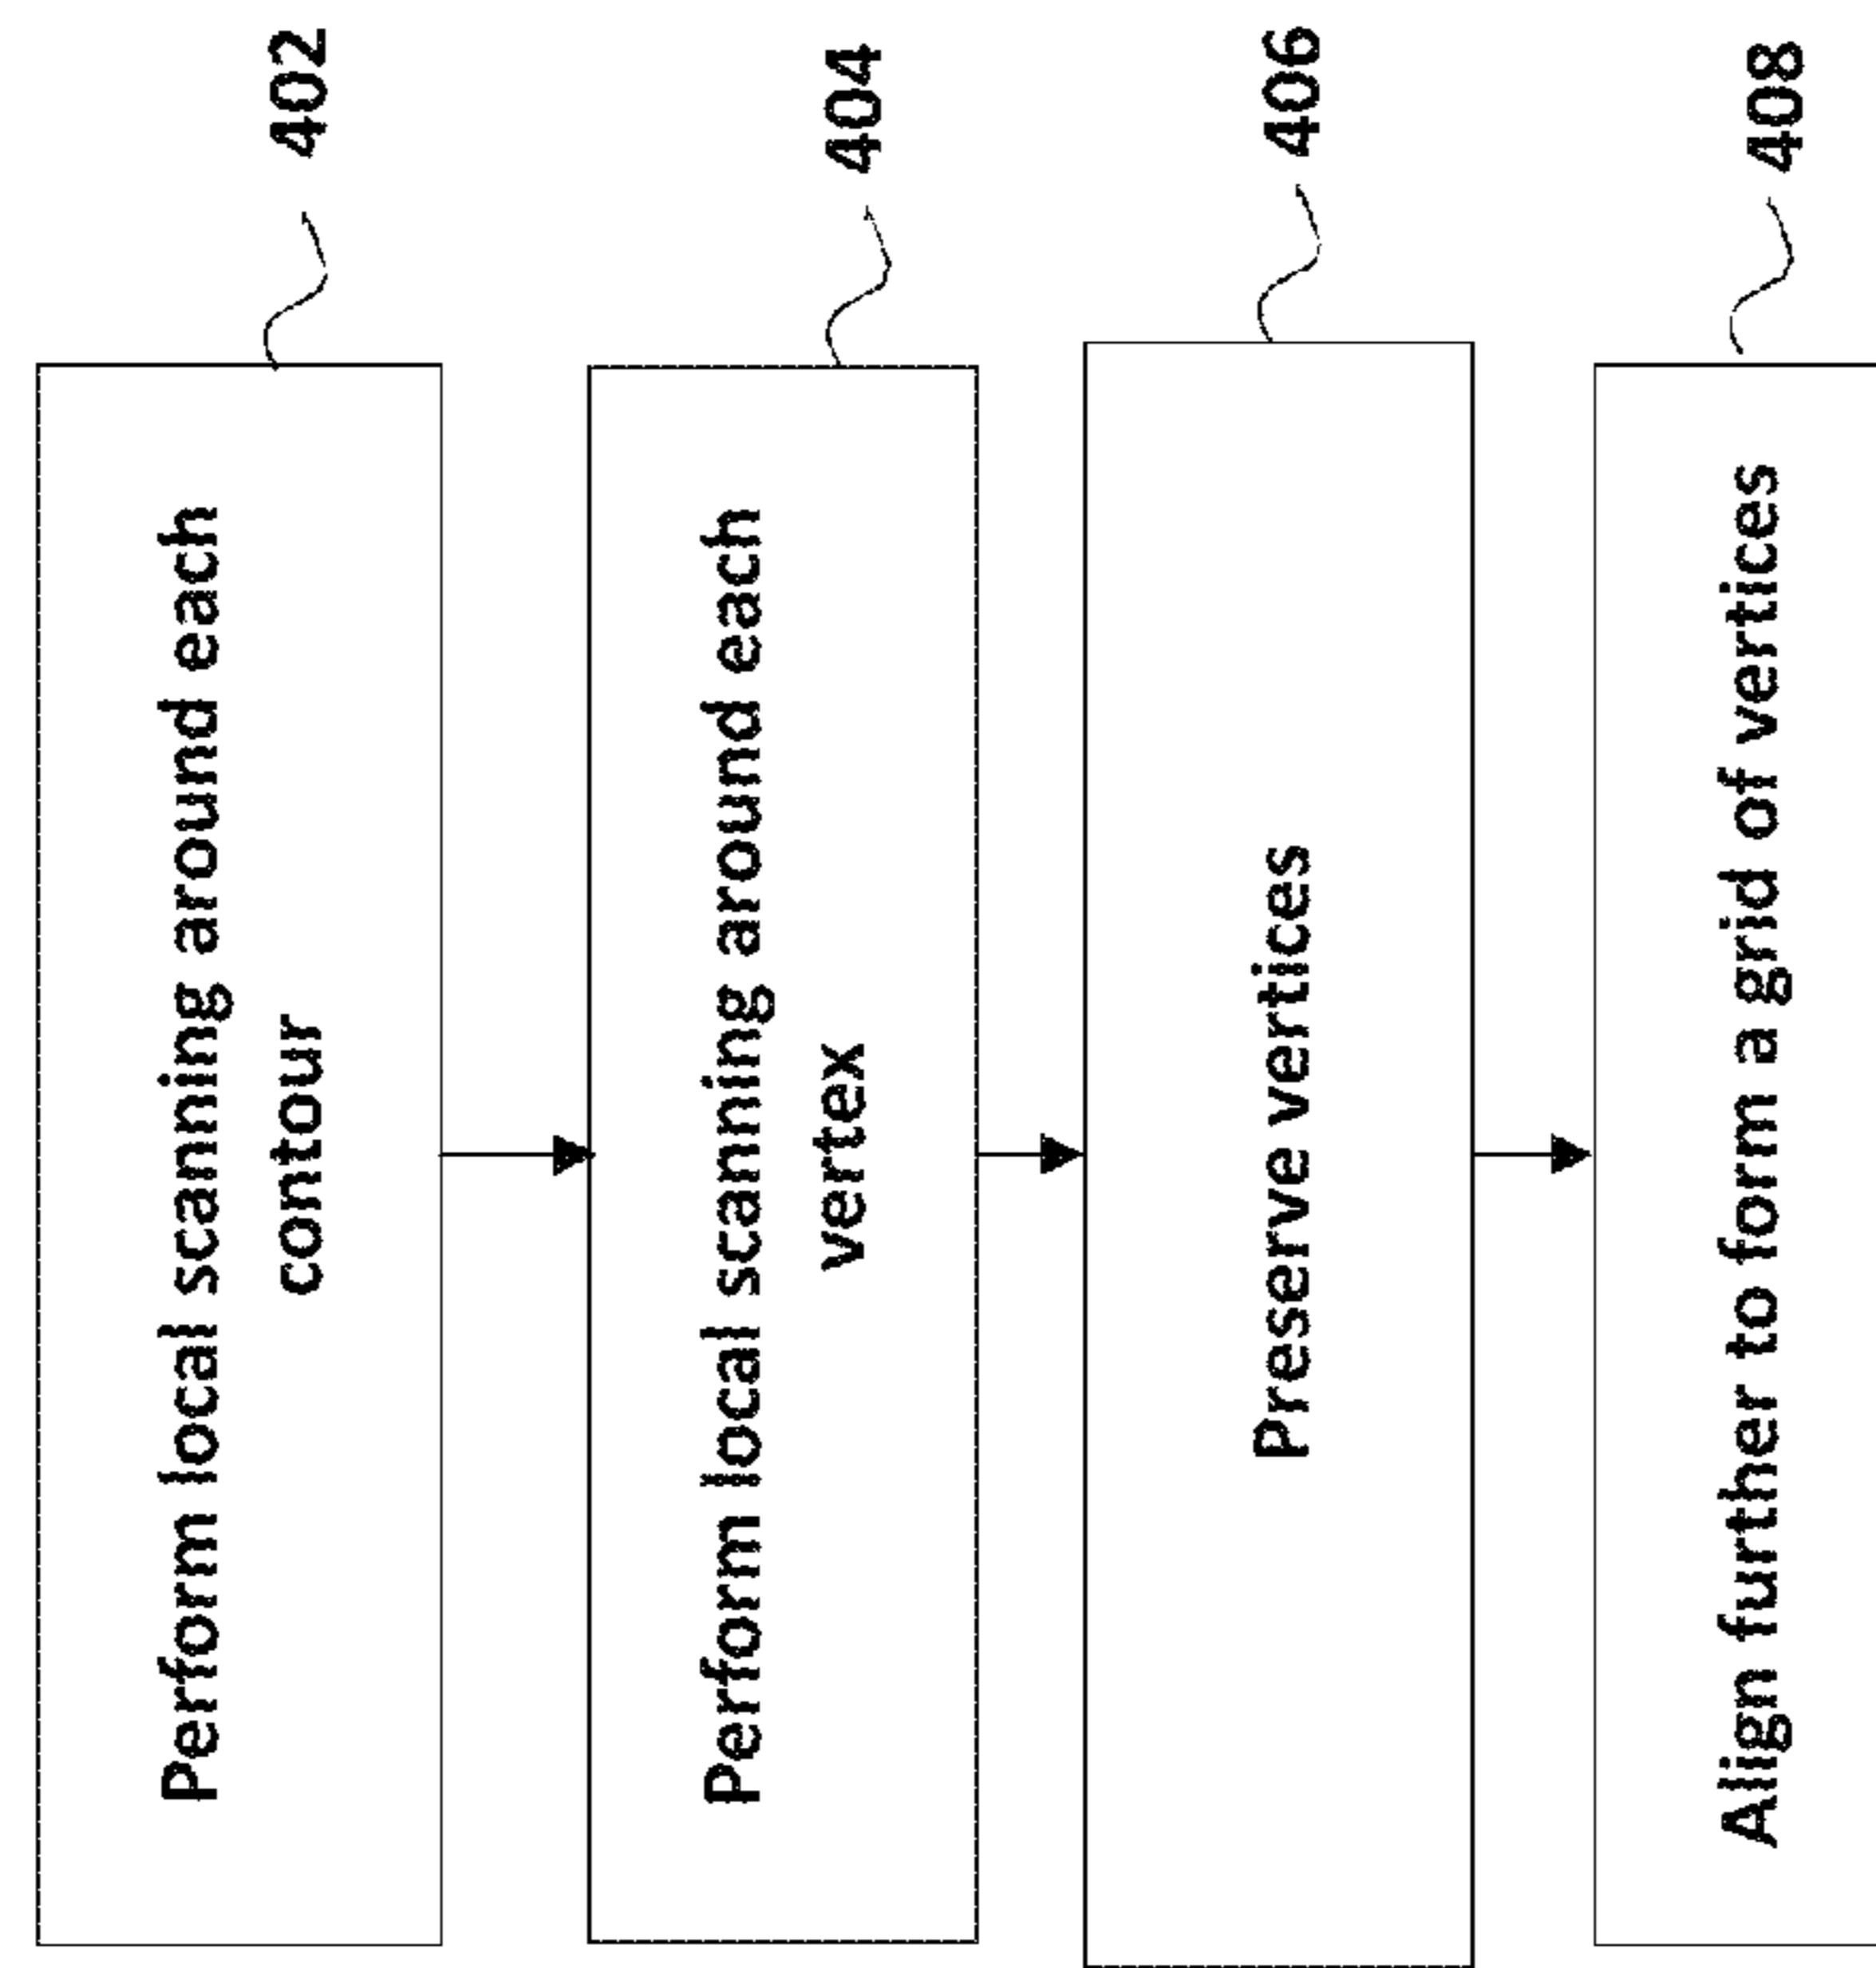 Perform local scanning around each
contour
402
Perform local scanning around each
vertex
404
Preserve vertices
406
Align further to form a grid of vertices
408